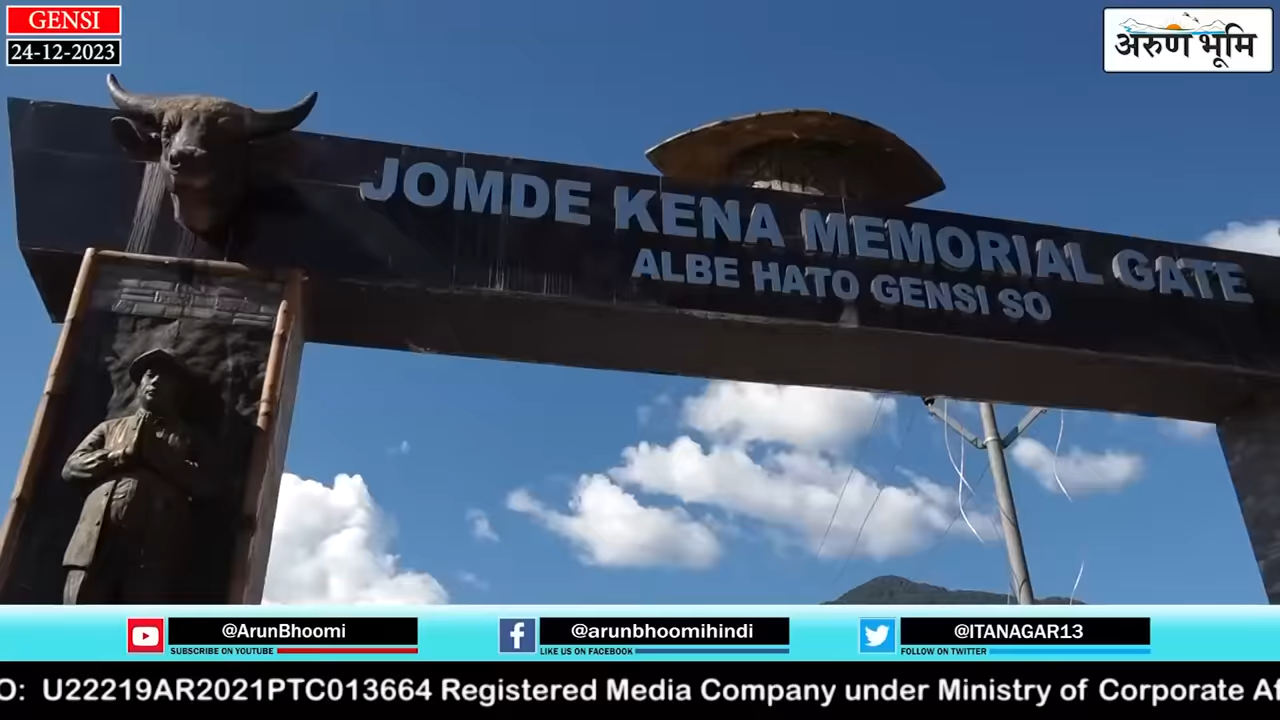 GENSI
24-12-2023
अरुण भूमि
JOMDE KENA MEMORIAL GATE
ALBE HATO GENSI SO
@ArunBhoomi
SUBSCRIBE ON YOUTUBE
@arunbhoomihindi
LIKE US ON FACEBOOK
@ITANAGAR13
FOLLOW ON TWITTER
O: U22219AR2021PTC013664 Registered Media Company under Ministry of Corporate Af